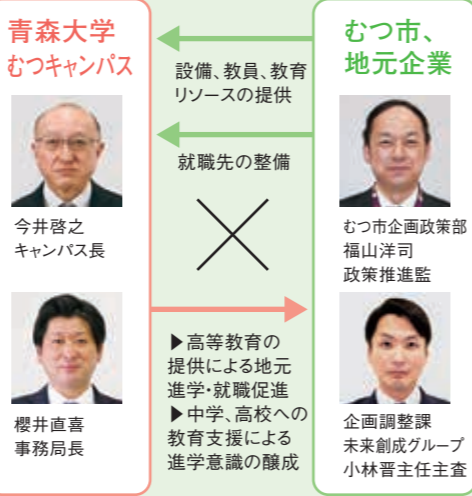 青森大学
むつキャンパス
今井啓之
キャンパス長
櫻井直喜
事務局長
設備、教員、教育
リソースの提供
就職先の整備
▶高等教育の
提供による地元
進学・就職促進
▶中学、高校への
教育支援による
進学意識の醸成
むつ市、
地元企業
むつ市企画政策部
福山洋司
政策推進監
企画調整課
未来創成グループ
小林晋主任主査